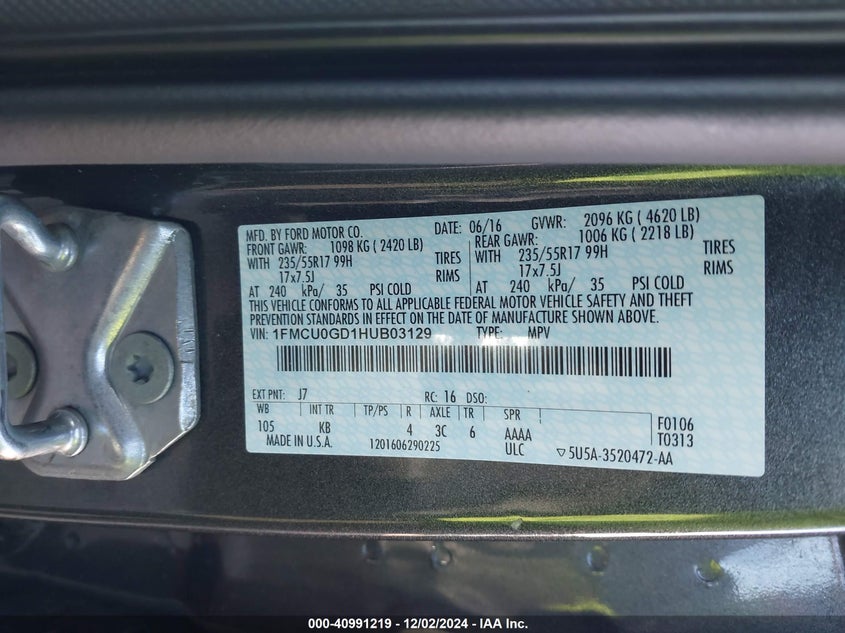 MFD. BY FORD MOTOR CO. DATE: 06/16 GVWR: 2096 KG ( 4620 LB)
FRONT GAWR: 1098 KG ( 2420 LB) REAR GAWR: 1006 KG ( 2218 LB)
WITH 235/55R17 99H TIRES WITH 235/55R17 99H TIRES
17x7.5J RIMS 17x7.5J RIMS
AT 240 kPa/ 35 PSI COLD AT 240 kPa/ 35 PSI COLD
THIS VEHICLE CONFORMS TO ALL APPLICABLE FEDERAL MOTOR VEHICLE SAFETY AND THEFT
PREVENTION STANDARDS IN EFFECT ON THE DATE OF MANUFACTURE SHOWN ABOVE.
VIN: 1FMCU0GD1HUB03129 TYPE: MPV
EXT PNT: J7 RC: 16 DSO:
WB INT TR TP/PS R AXLE TR SPR
105 KB 4 3C 6 AAAA
F0106
T0313
MADE IN U.S.A. 1201606290225 ULC ▽5U5A-3520472-AA
000-40991219 - 12/02/2024 - IAA Inc.